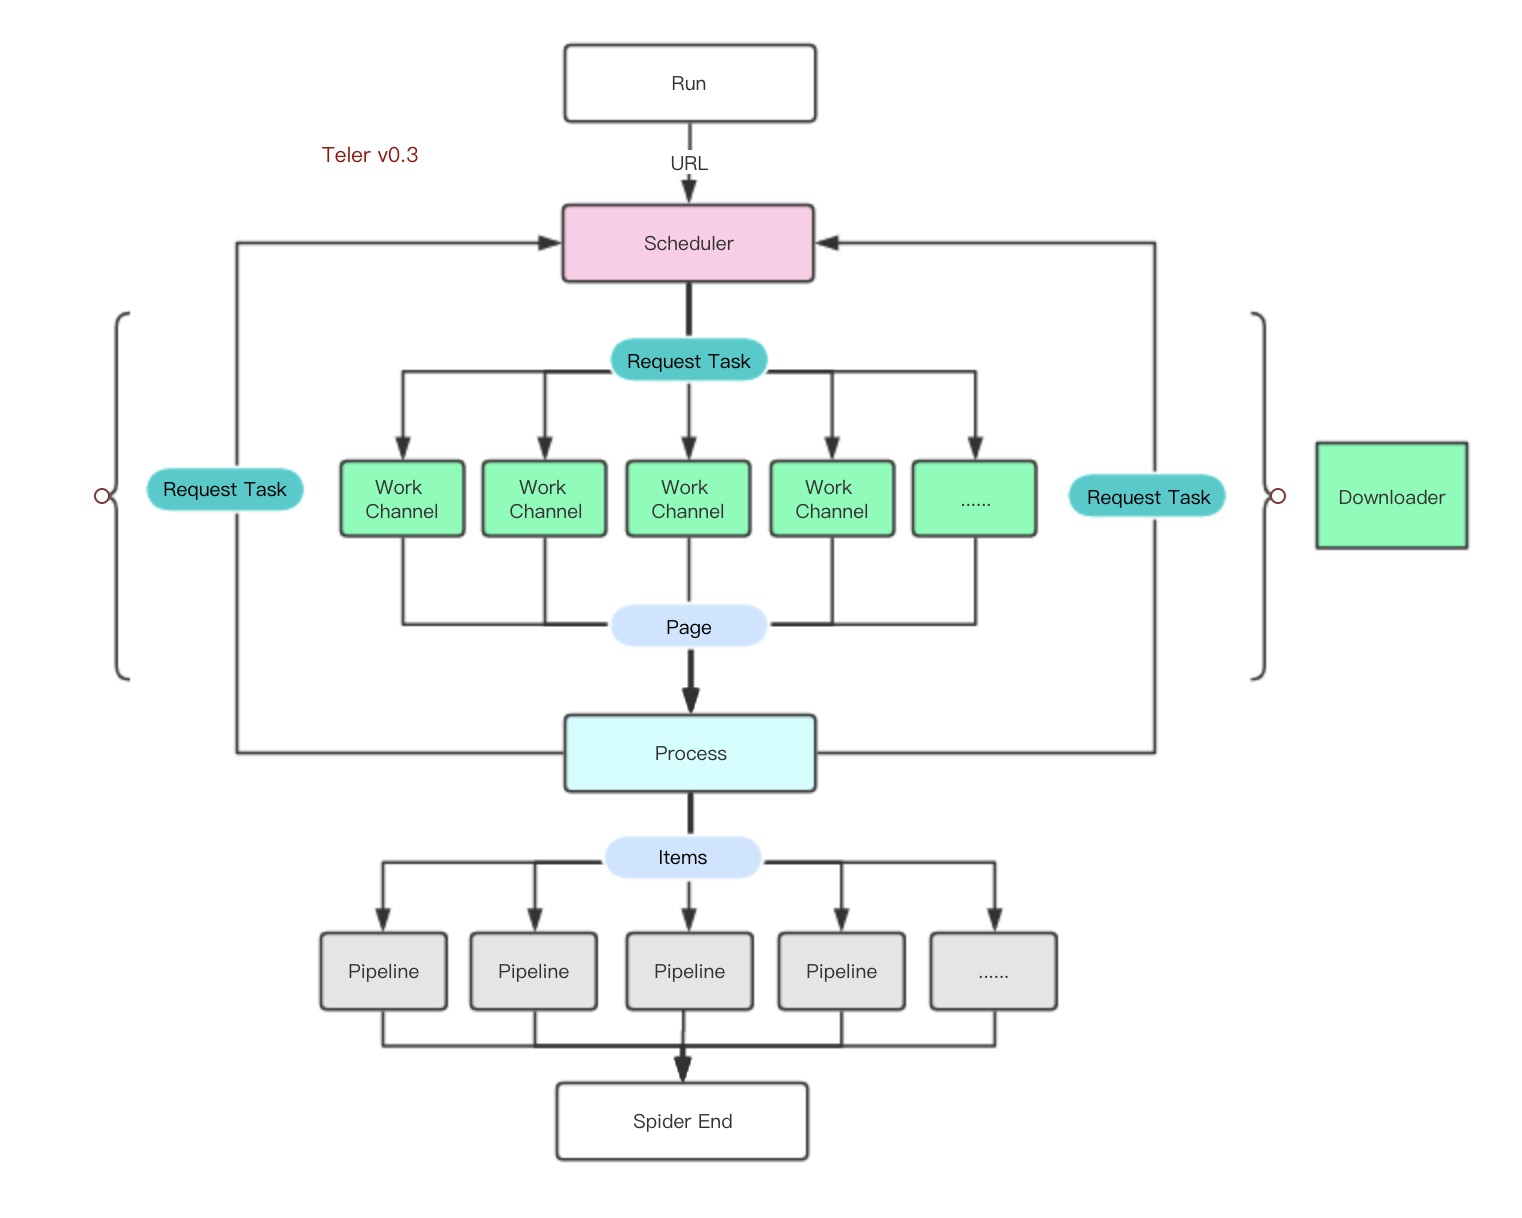 Run
Teler v0.3
URL
Scheduler
Request Task
Request Task
Work
Channel
Work
Channel
Work
Channel
Work
Channel
......
Request Task
Downloader
Page
Process
Items
Pipeline
Pipeline
Pipeline
Pipeline
......
Spider End